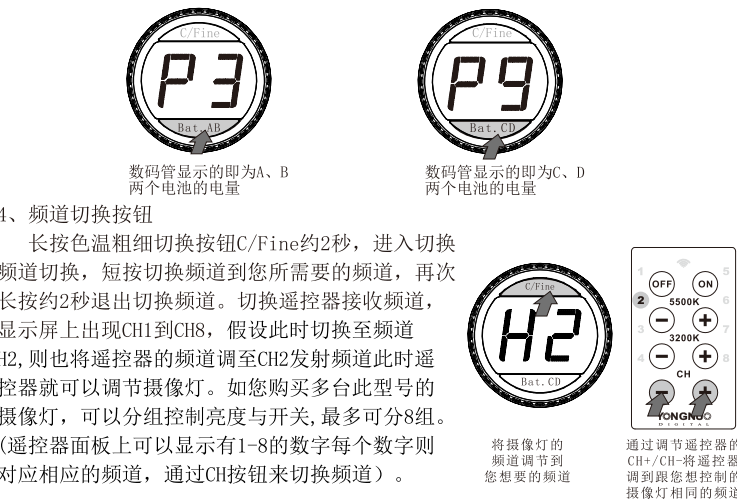 C/Fine
P3
Bat.AB
C/Fine
P9
Bat.CD
数码管显示的即为A、B
两个电池的电量
数码管显示的即为C、D
两个电池的电量
4、频道切换按钮
长按色温粗细切换按钮C/Fine约2秒，进入切换
频道切换，短按切换频道到您所需要的频道，再次
长按约2秒退出切换频道。切换遥控器接收频道，
显示屏上出现CH1到CH8，假设此时切换至频道
H2,则也将遥控器的频道调至CH2发射频道此时遥
控器就可以调节摄像灯。如您购买多台此型号的
摄像灯，可以分组控制亮度与开关,最多可分8组。
(遥控器面板上可以显示有1-8的数字每个数字则
对应相应的频道，通过CH按钮来切换频道）。
C/Fine
H2
Bat.CD
将摄像灯的
频道调节到
您想要的频道
1 5
OFF ON
2 5500K 6
3 7
3200K
4 8
CH
YONGNUO
DIGITAL
通过调节遥控器的
CH+/CH-将遥控器
调到跟您想控制的
摄像灯相同的频道